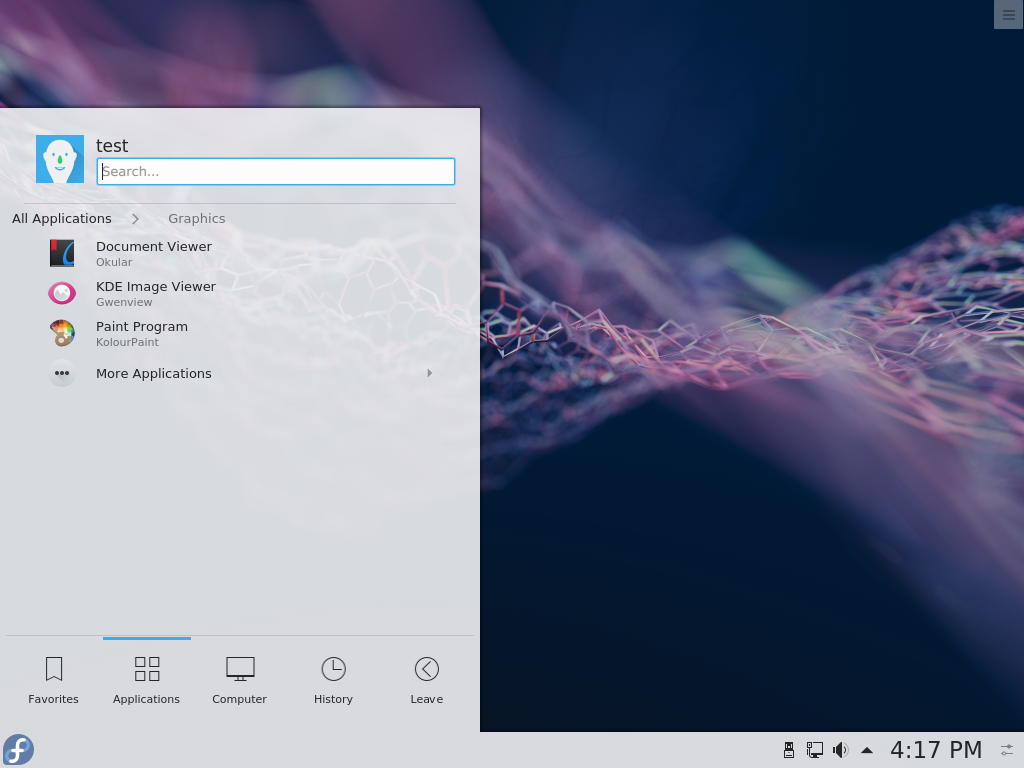 test
Search...
All Applications Graphics
Document Viewer
Okular
KDE Image Viewer
Gwenview
Paint Program
KolourPaint
More Applications
Favorites Applications Computer History Leave
4:17 PM